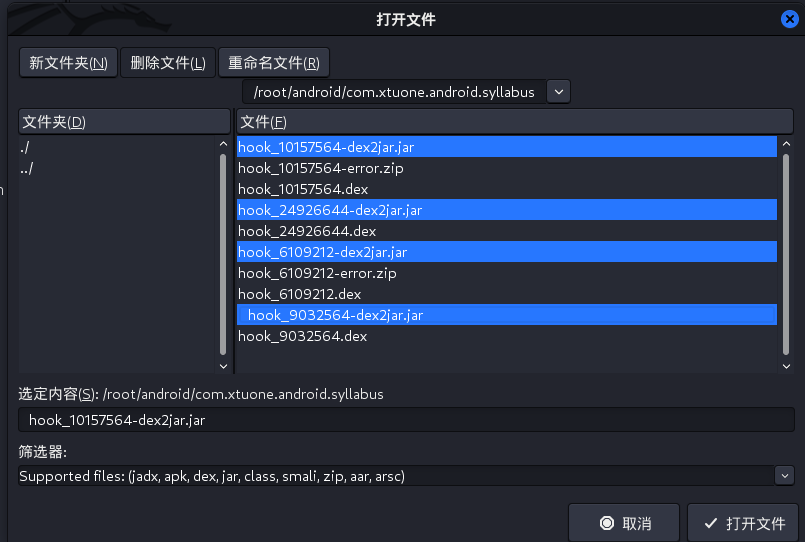 打开文件
新文件夹(N) 删除文件(L) 重命名文件(R)
/root/android/com.xtuone.android.syllabus
文件夹(D)
./
../
文件(F)
hook_10157564-dex2jar.jar
hook_10157564-error.zip
hook_10157564.dex
hook_24926644-dex2jar.jar
hook_24926644.dex
hook_6109212-dex2jar.jar
hook_6109212-error.zip
hook_6109212.dex
hook_9032564-dex2jar.jar
hook_9032564.dex
选定内容(S): /root/android/com.xtuone.android.syllabus
hook_10157564-dex2jar.jar
筛选器:
Supported files: (jadx, apk, dex, jar, class, smali, zip, aar, arsc)
取消 打开文件